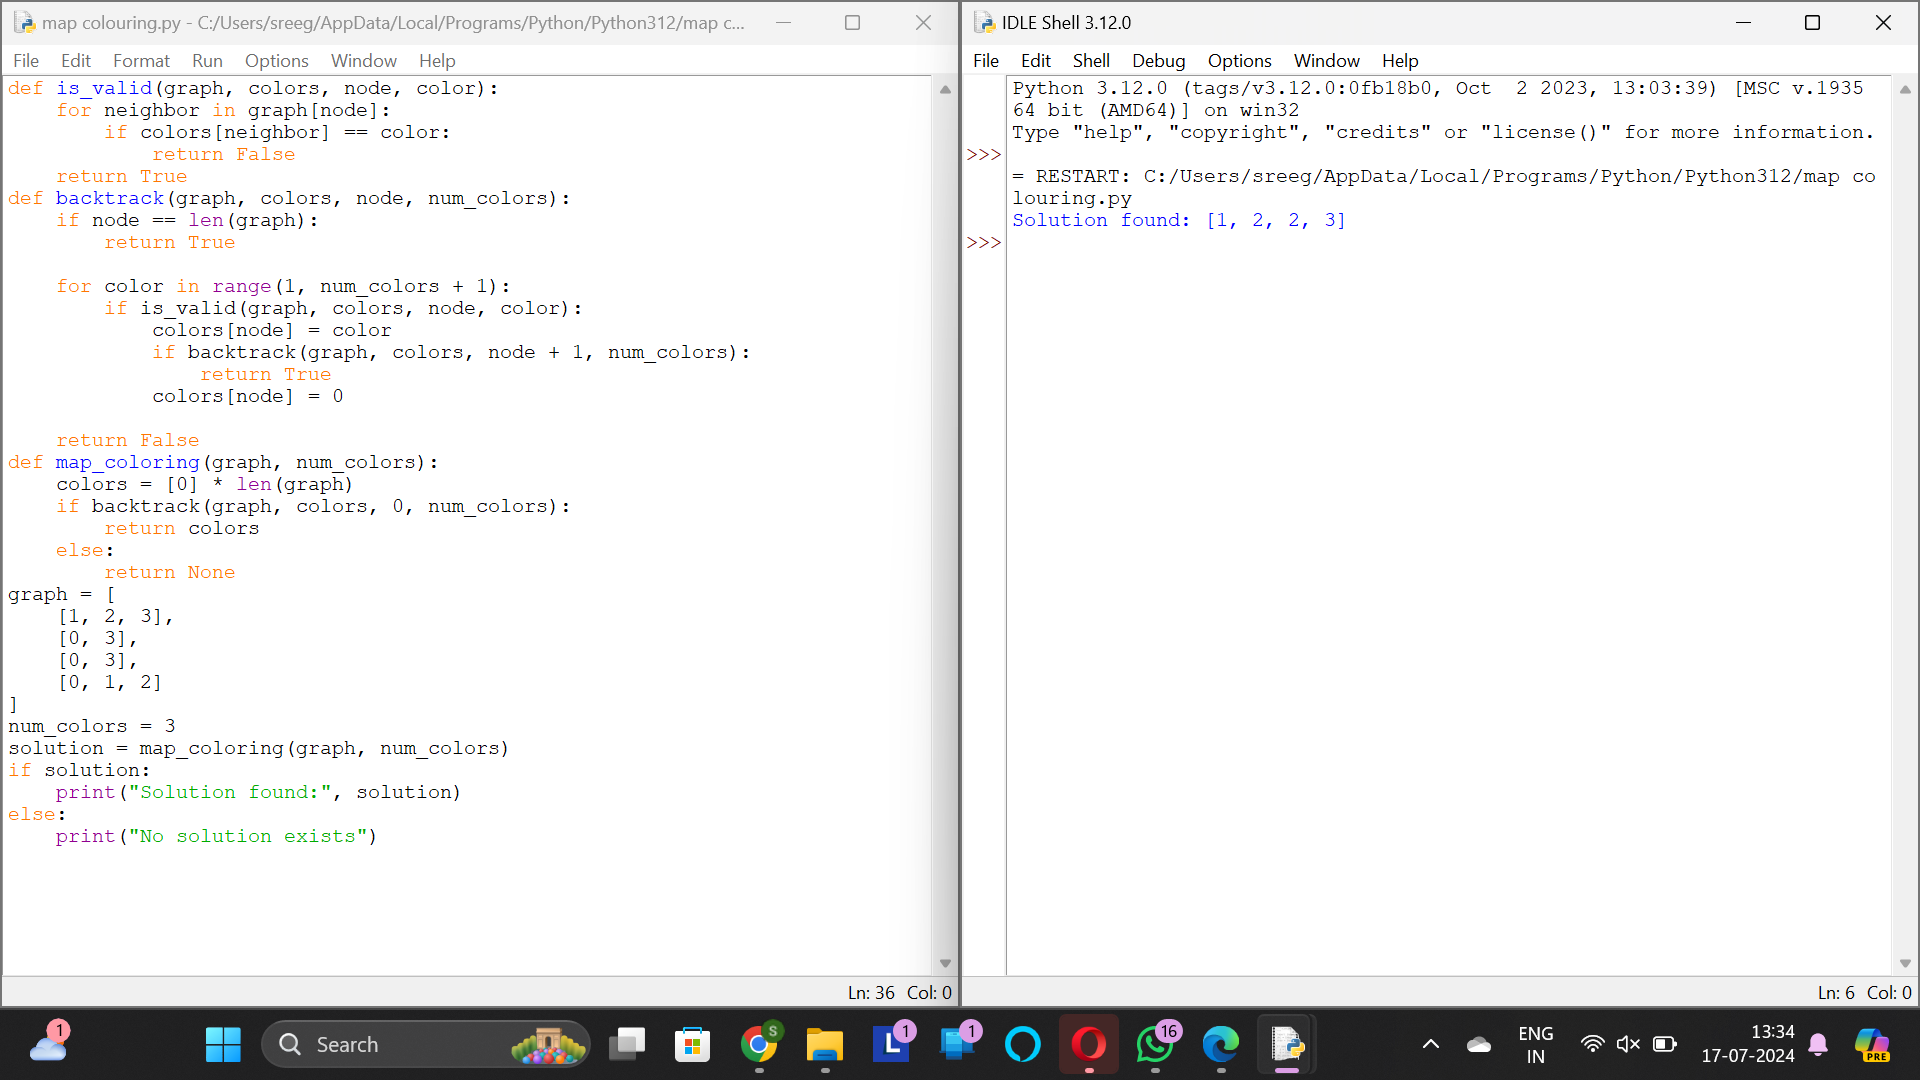 map colouring.py - C:/Users/sreeg/AppData/Local/Programs/Python/Python312/map c...
File Edit Format Run Options Window Help
def is_valid(graph, colors, node, color):
    for neighbor in graph[node]:
        if colors[neighbor] == color:
            return False
    return True
def backtrack(graph, colors, node, num_colors):
    if node == len(graph):
        return True

    for color in range(1, num_colors + 1):
        if is_valid(graph, colors, node, color):
            colors[node] = color
            if backtrack(graph, colors, node + 1, num_colors):
                return True
            colors[node] = 0

    return False
def map_coloring(graph, num_colors):
    colors = [0] * len(graph)
    if backtrack(graph, colors, 0, num_colors):
        return colors
    else:
        return None
graph = [
    [1, 2, 3],
    [0, 3],
    [0, 3],
    [0, 1, 2]
]
num_colors = 3
solution = map_coloring(graph, num_colors)
if solution:
    print("Solution found:", solution)
else:
    print("No solution exists")
Ln: 36 Col: 0
IDLE Shell 3.12.0
File Edit Shell Debug Options Window Help
Python 3.12.0 (tags/v3.12.0:0fb18b0, Oct  2 2023, 13:03:39) [MSC v.1935
64 bit (AMD64)] on win32
Type "help", "copyright", "credits" or "license()" for more information.
>>>
= RESTART: C:/Users/sreeg/AppData/Local/Programs/Python/Python312/map co
louring.py
Solution found: [1, 2, 2, 3]
>>>
Ln: 6 Col: 0
1
Search
S
L
1
1
16
ENG
IN
13:34
17-07-2024
PRE